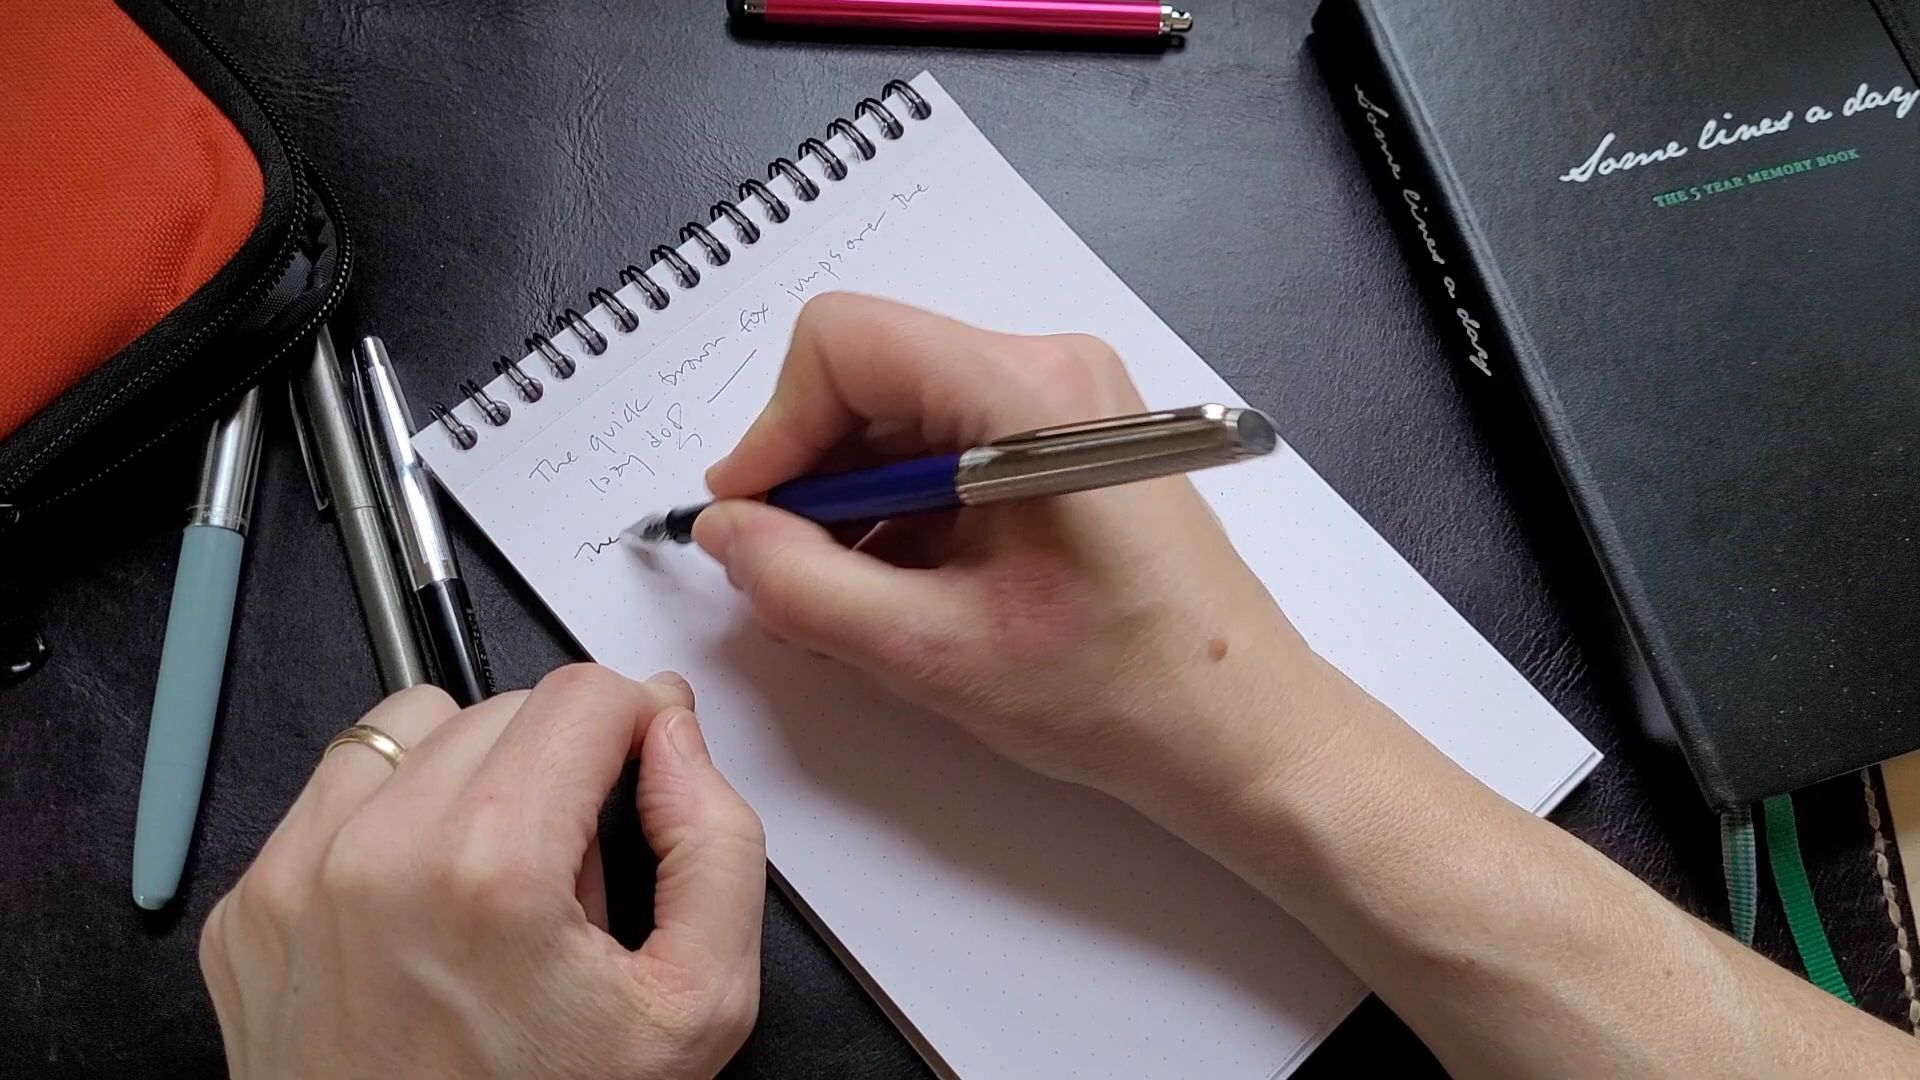 The quick brown fox jumps over the
lazy dog —
The
Some lines a day
THE 5 YEAR MEMORY BOOK
Some lines a day